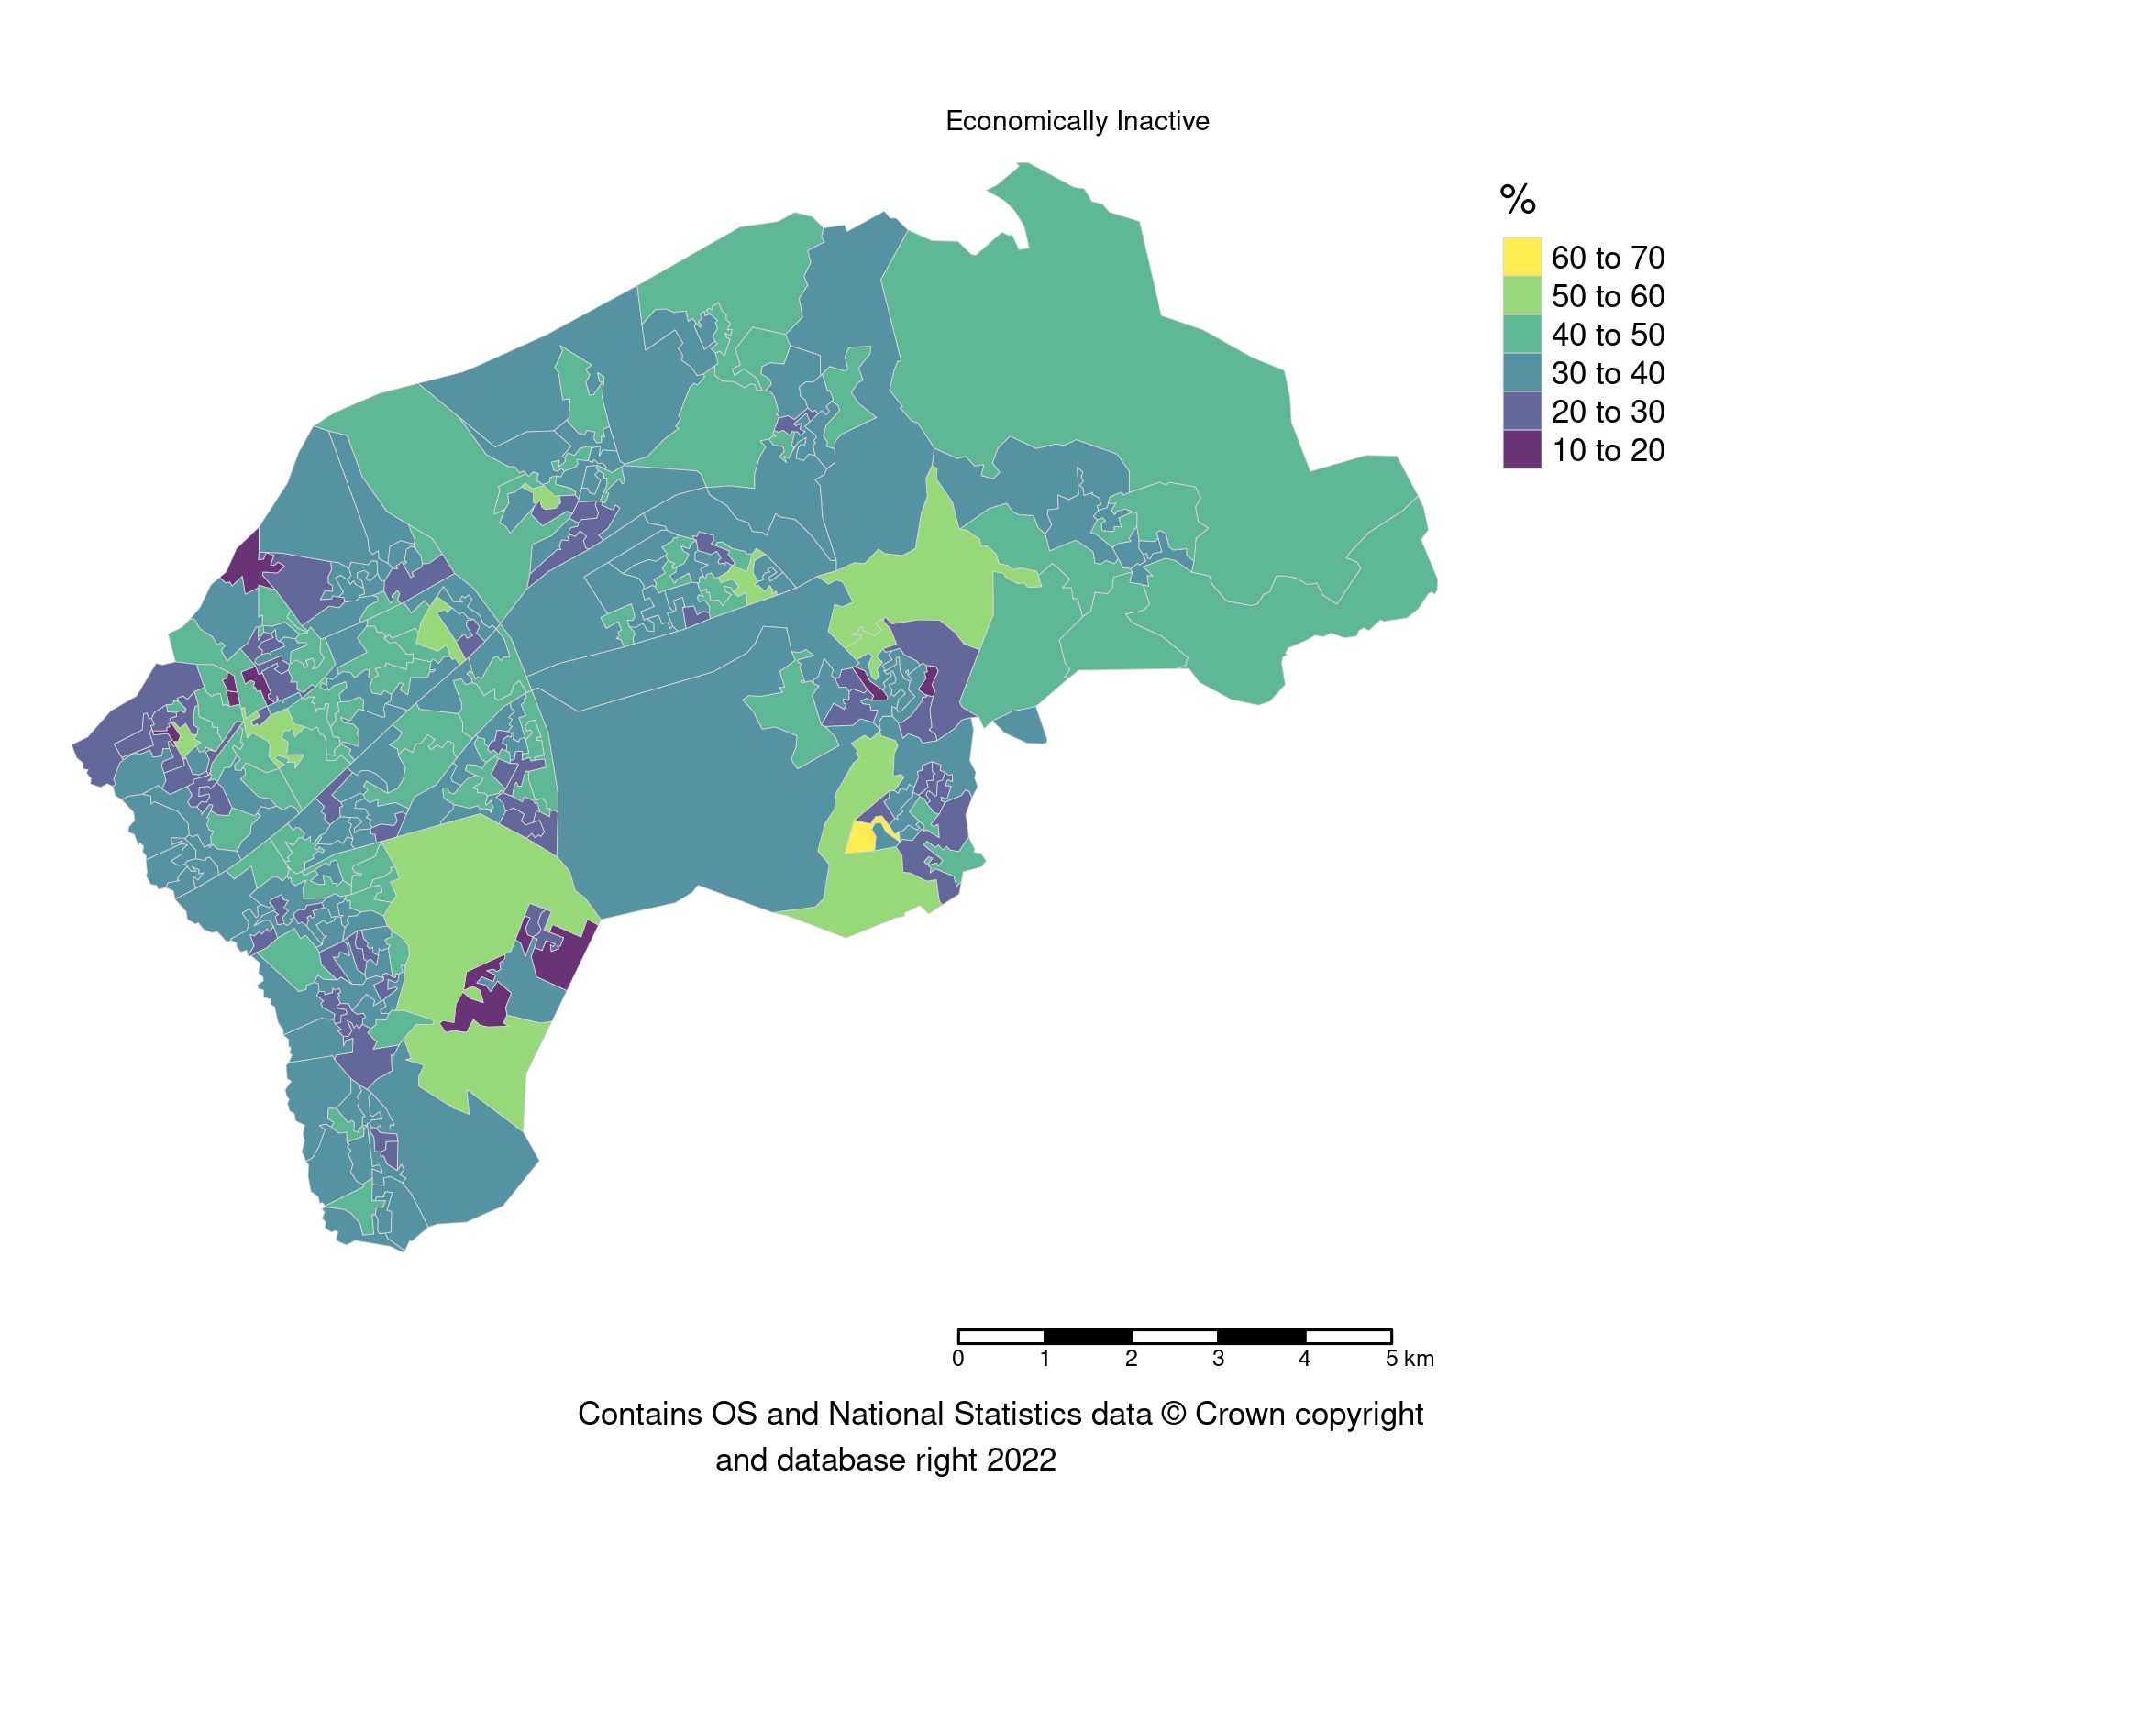 Economically Inactive
%
60 to 70
50 to 60
40 to 50
30 to 40
20 to 30
10 to 20
0 1 2 3 4 5 km
Contains OS and National Statistics data © Crown copyright
and database right 2022